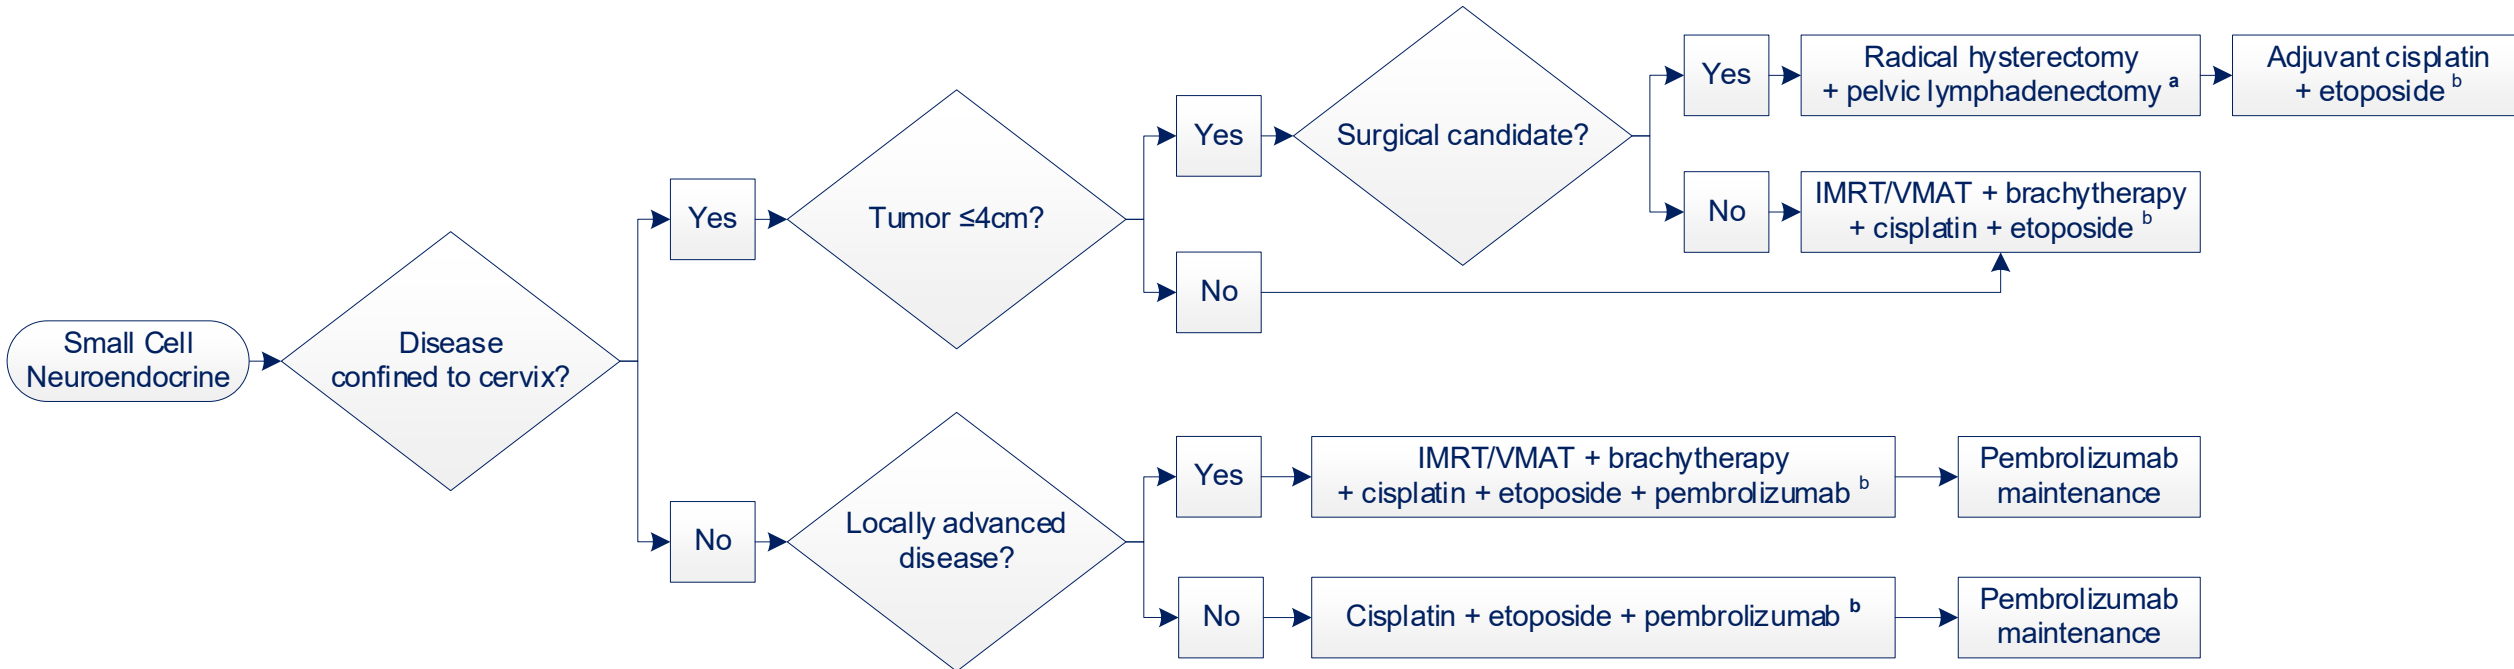 Small Cell
Neuroendocrine
Disease
confined to cervix?
Yes
Tumor ≤4cm?
Yes
Surgical candidate?
Yes
Radical hysterectomy
+ pelvic lymphadenectomy a
Adjuvant cisplatin
+ etoposide b
No
IMRT/VMAT + brachytherapy
+ cisplatin + etoposide b
No
No
Locally advanced
disease?
Yes
IMRT/VMAT + brachytherapy
+ cisplatin + etoposide + pembrolizumab b
Pembrolizumab
maintenance
No
Cisplatin + etoposide + pembrolizumab b
Pembrolizumab
maintenance